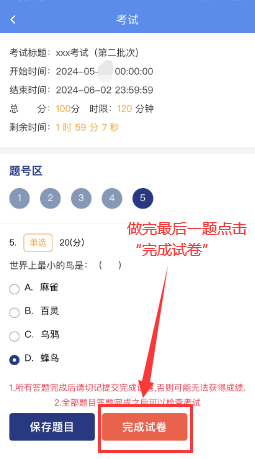 考试
考试标题：xxx考试（第二批次）
开始时间：2024-05- 00:00:00
结束时间：2024-06-02 23:59:59
总 分：100分 时限：120 分钟
剩余时间：1 时 59 分 7 秒
题号区
1 2 3 4 5
做完最后一题点击
“完成试卷”
5. 单选 20(分)
世界上最小的鸟是：（ ）
A. 麻雀
B. 百灵
C. 乌鸦
D. 蜂鸟
1.所有答题完成后请切记提交完成试卷,否则可能无法获得成绩.
2.全部题目答题完成之后可以检查考试
保存题目 完成试卷